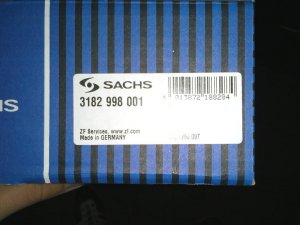 SACHS
3182 998 001
ZF Services, www.zf.com
Made in GERMANY